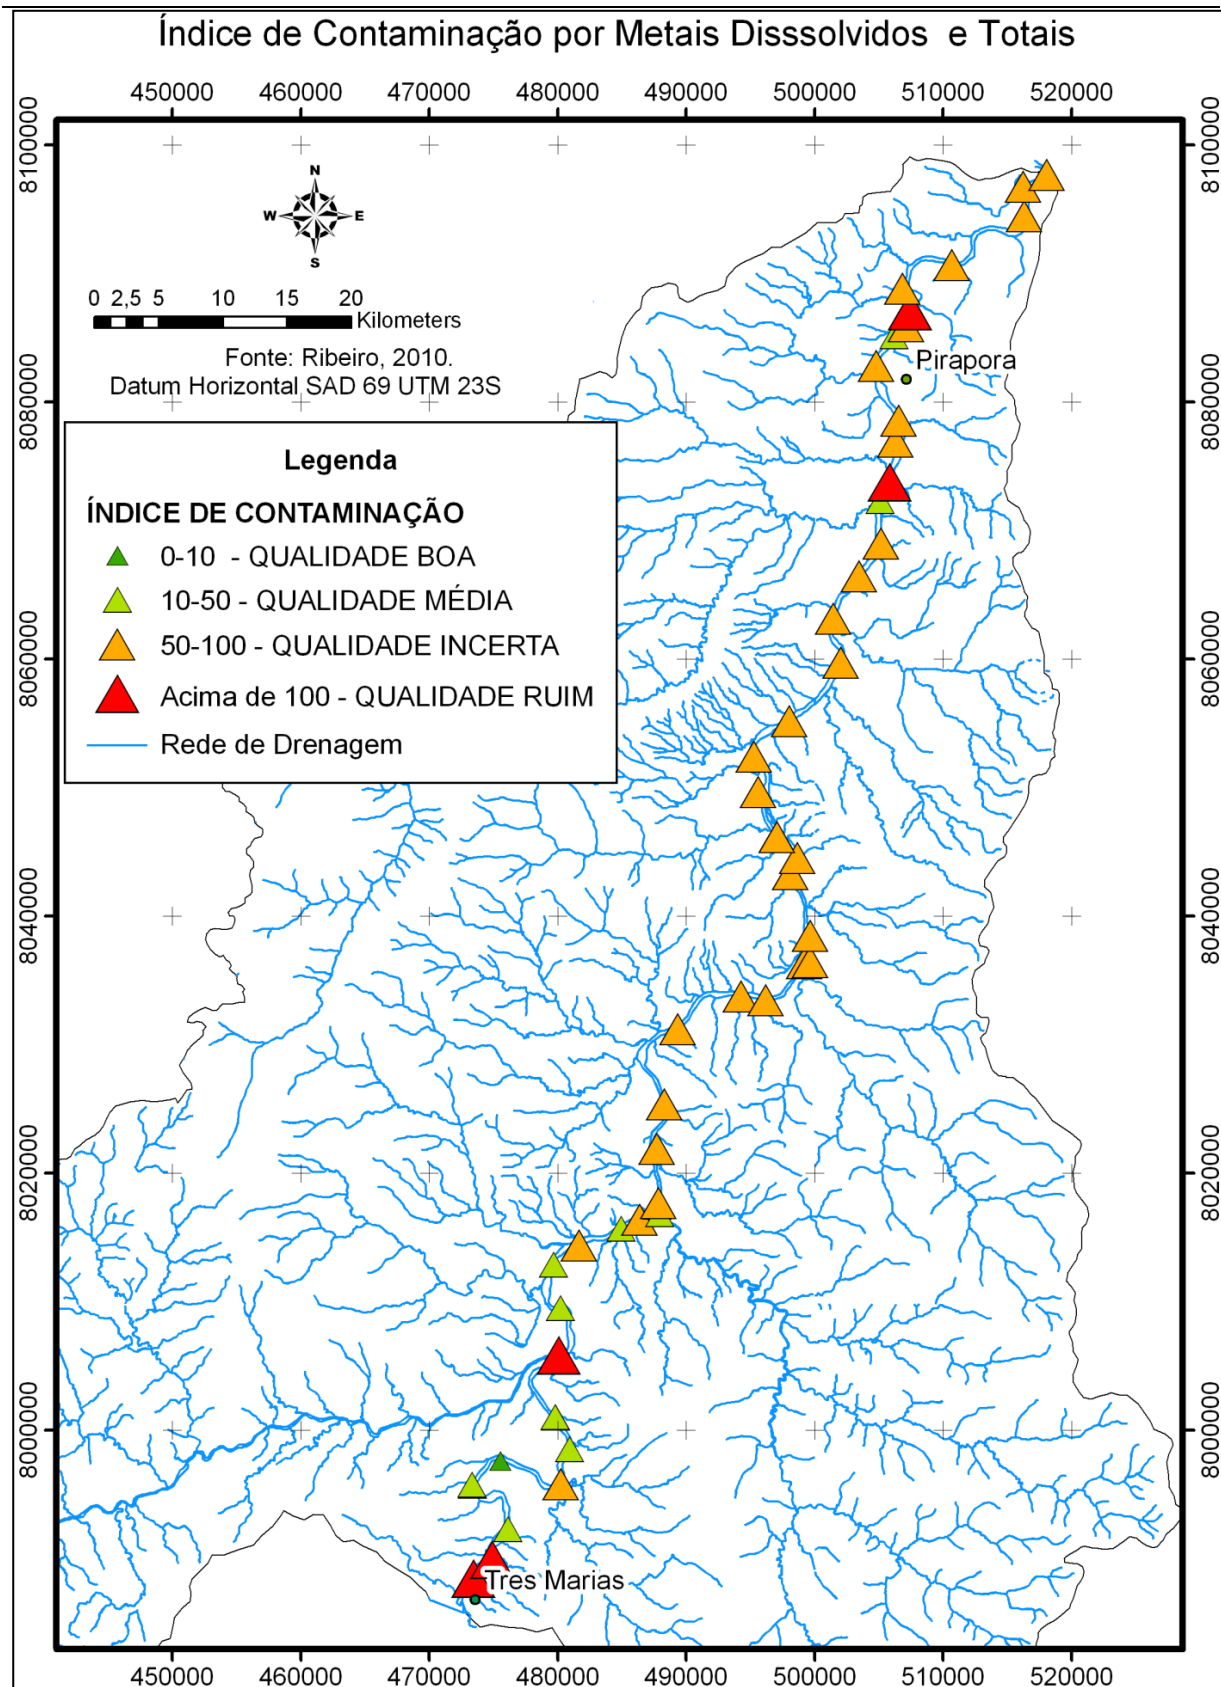 Índice de Contaminação por Metais Disssolvidos e Totais
450000 460000 470000 480000 490000 500000 510000 520000
8100000 8100000
N
W E
S
0 2,5 5 10 15 20
Kilometers
Fonte: Ribeiro, 2010.
Datum Horizontal SAD 69 UTM 23S
Pirapora
8080000 8080000
Legenda
ÍNDICE DE CONTAMINAÇÃO
0-10 - QUALIDADE BOA
10-50 - QUALIDADE MÉDIA
50-100 - QUALIDADE INCERTA
Acima de 100 - QUALIDADE RUIM
Rede de Drenagem
8060000 8060000
8040000 8040000
8020000 8020000
8000000 8000000
Tres Marias
450000 460000 470000 480000 490000 500000 510000 520000